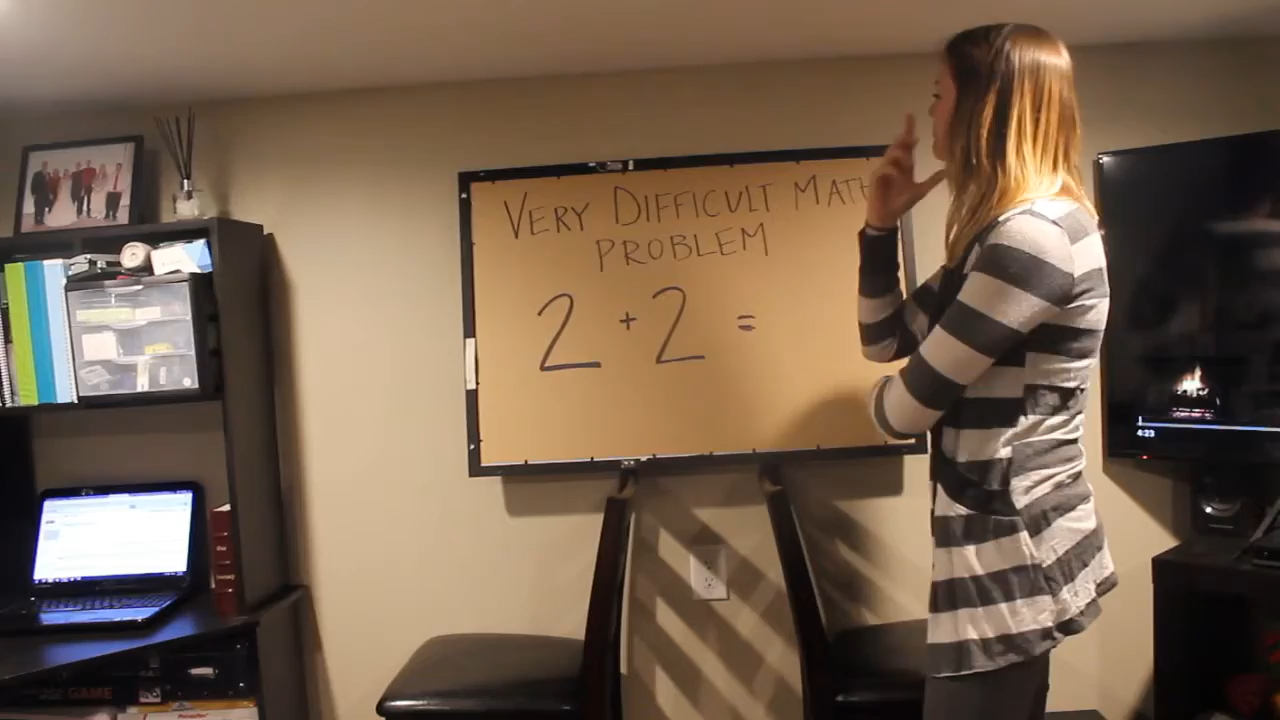 VERY DIFFICULT MATH
PROBLEM
2 + 2 =
4:23
GAME